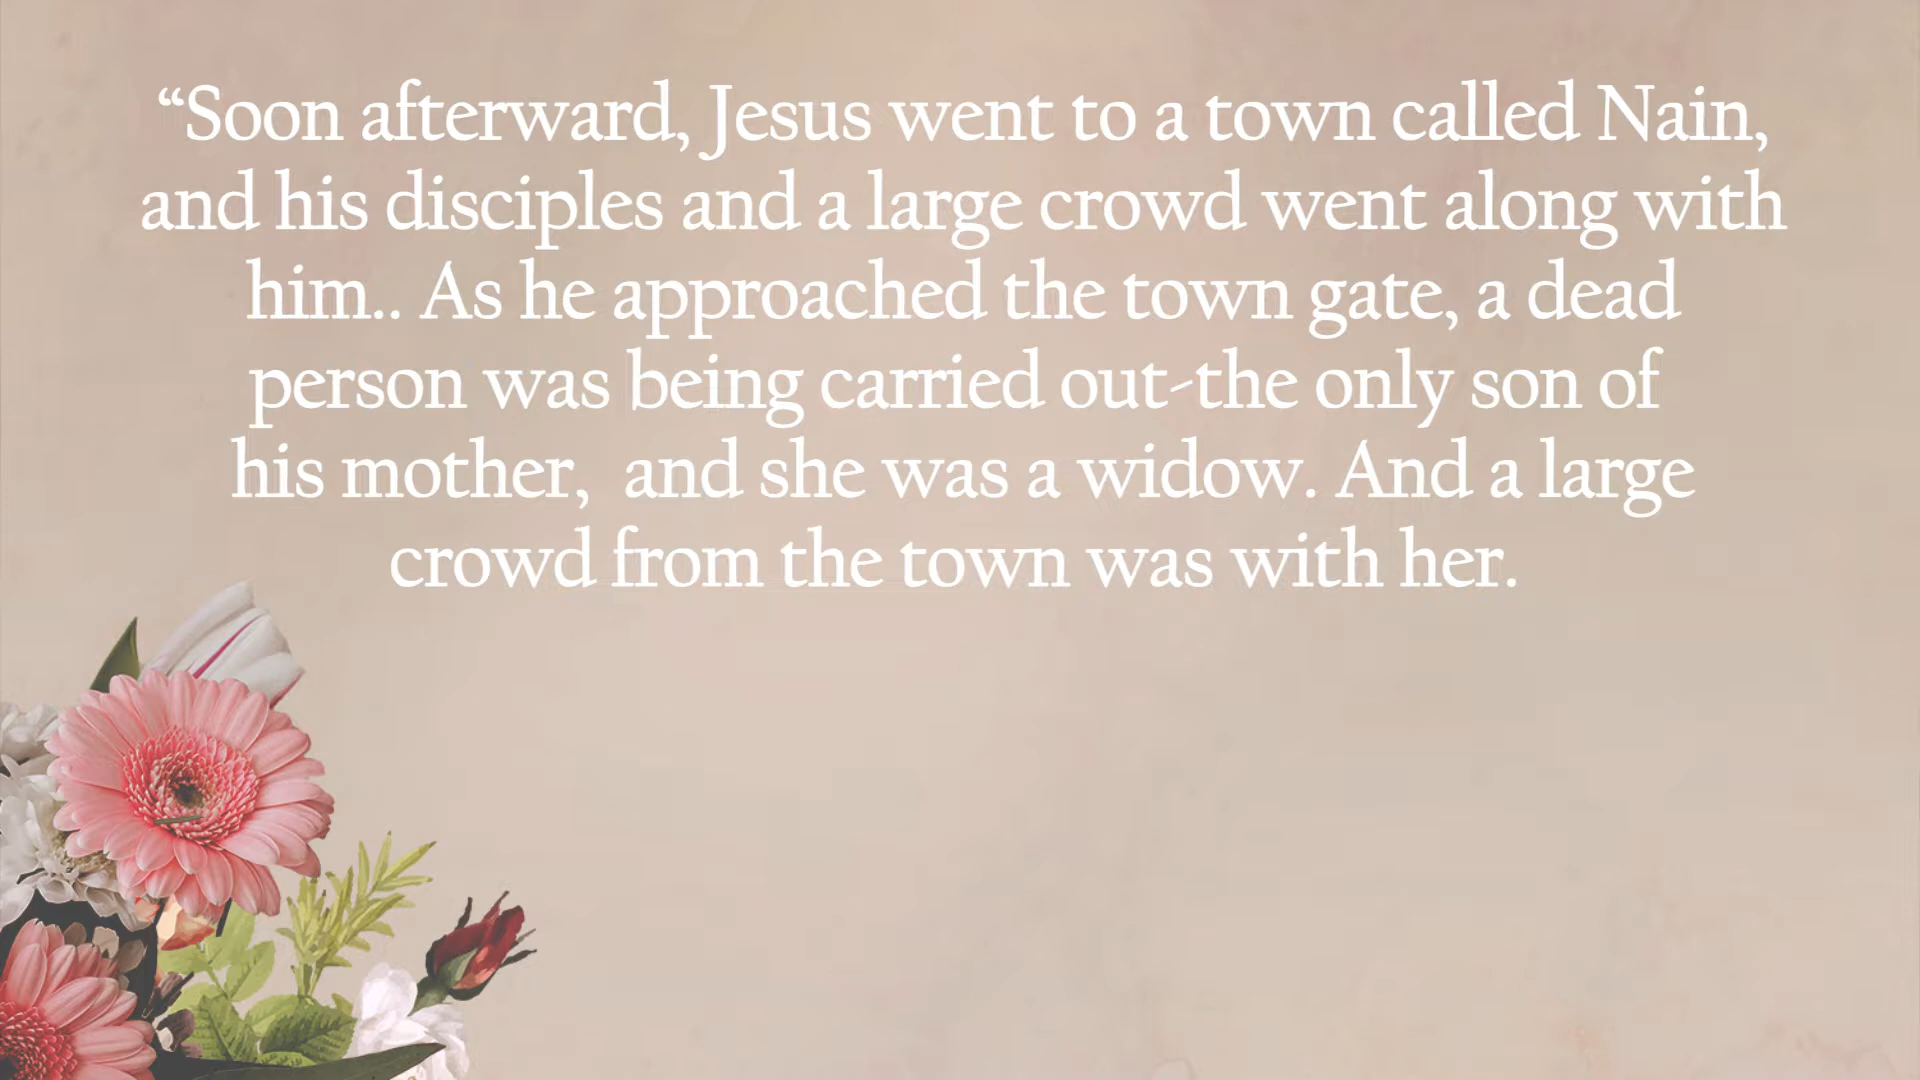 “Soon afterward, Jesus went to a town called Nain,
and his disciples and a large crowd went along with
him.. As he approached the town gate, a dead
person was being carried out-the only son of
his mother,  and she was a widow. And a large
crowd from the town was with her.